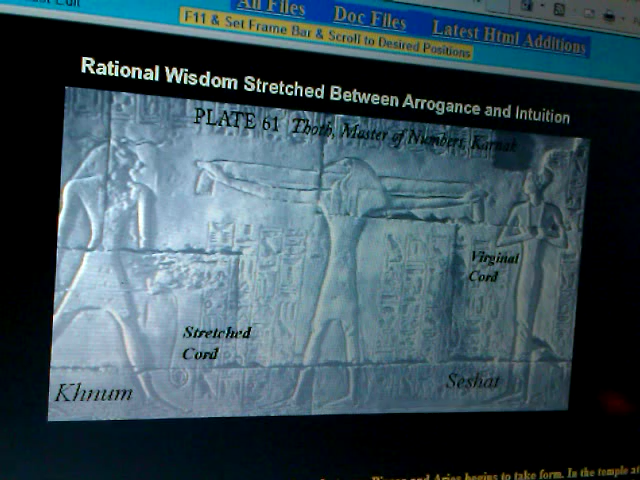 All Files
Doc Files
Latest Html Additions
F11 & Set Frame Bar & Scroll to Desired Positions
Rational Wisdom Stretched Between Arrogance and Intuition
PLATE 61 Thoth, Master of Numbers, Karnak
Virginal
Cord
Stretched
Cord
Khnum
Seshat
and Aries begins to take form. In the temple at